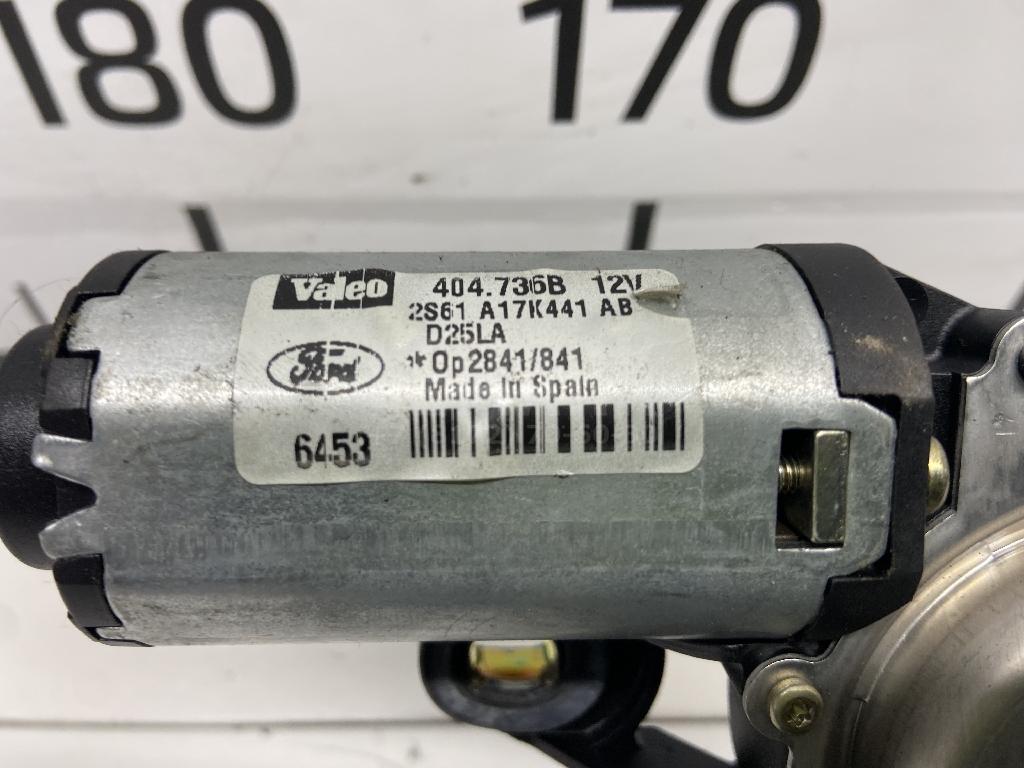 180 170
Valeo 404.736B 12V
2S61 A17K441 AB
D25LA
Ford *Op2841/841
Made In Spain
6453